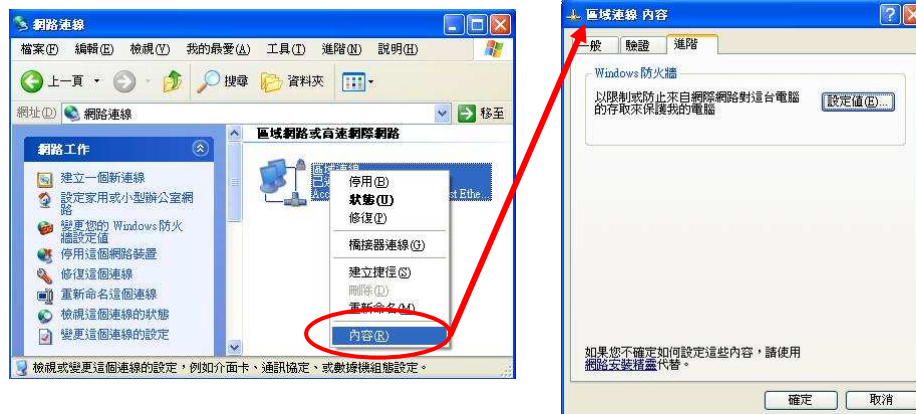 網路連線
檔案(F) 編輯(E) 檢視(V) 我的最愛(A) 工具(T) 進階(N) 說明(H)
上一頁 搜尋 資料夾
網址(D) 網路連線 移至
網路工作
建立一個新連線
設定家用或小型辦公室網
路
變更您的 Windows 防火
牆設定值
停用這個網路裝置
修復這個連線
重新命名這個連線
檢視這個連線的狀態
變更這個連線的設定
區域網路或高速網際網路
區域連線
停用(B)
狀態(U)
修復(P)
橋接器連線(G)
建立捷徑(S)
刪除(D)
重新命名(M)
內容(R)
檢視或變更這個連線的設定，例如介面卡、通訊協定、或數據機組態設定。
區域連線 內容
一般 驗證 進階
Windows 防火牆
以限制或防止來自網際網路對這台電腦
的存取來保護我的電腦
設定值(E)...
如果您不確定如何設定這些內容，請使用
網路安裝精靈代替。
確定 取消